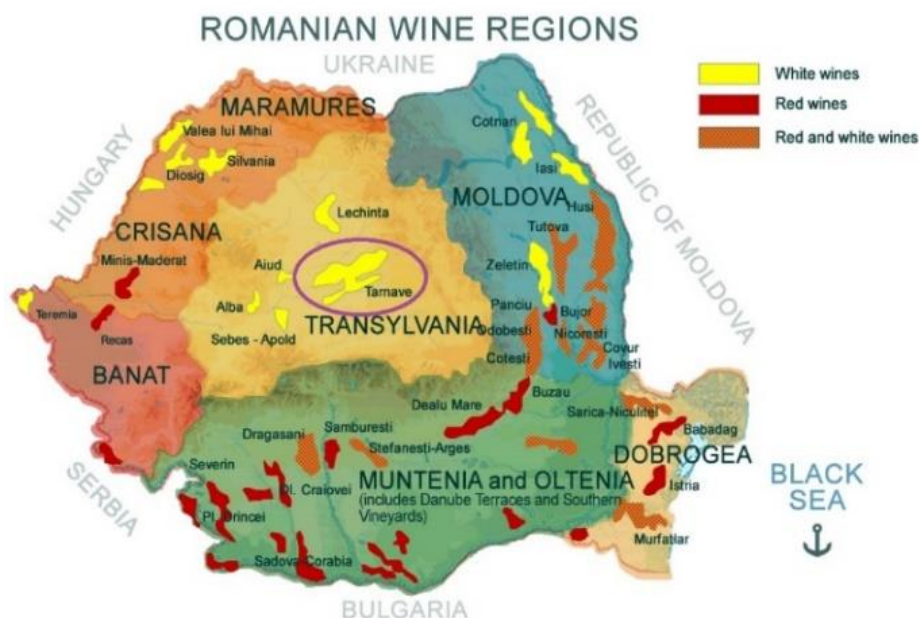 ROMANIAN WINE REGIONS
UKRAINE
White wines
Red wines
Red and white wines
MARAMURES
Valea lui Mihai
Silvania
Diosig
HUNGARY
Cotnari
Iasi
REPUBLIC OF MOLDOVA
MOLDOVA
Husi
Tutova
Lechinta
CRISANA
Minis-Maderat
Aiud
Zeletin
Tarnave
Alba
Teremia
TRANSYLVANIA
Sebes - Apold
Panciu
Bujor
Odobesti
Nicoresti
Recas
Covur
Ivesti
Cotesti
BANAT
Dealu Mare
Buzau
Sarica-Niculitel
Babadag
Dragasani
Samburesti
Stefanesti-Arges
DOBROGEA
Severin
SERBIA
MUNTENIA and OLTENIA
(includes Danube Terraces and Southern
Vineyards)
Istria
BLACK
SEA
Pl. Craiovei
Pl. Drincei
Murfatlar
Sadova-Corabia
BULGARIA